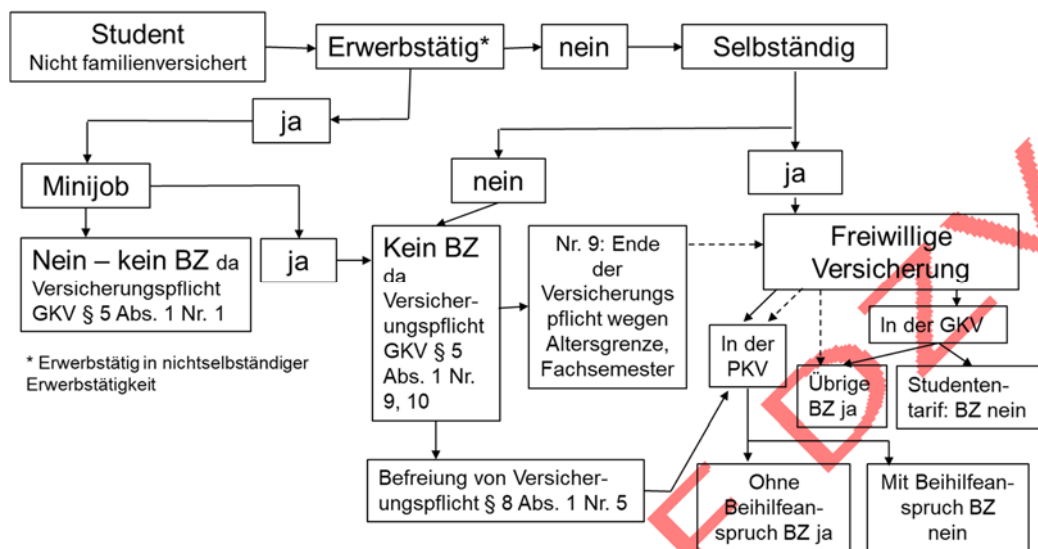 Student
Nicht familienversichert
Erwerbstätig*
nein
Selbständig
ja
Minijob
nein
ja
Nein – kein BZ da
Versicherungspflicht
GKV § 5 Abs. 1 Nr. 1
ja
Kein BZ
da
Versicher-
ungspflicht
GKV § 5
Abs. 1 Nr.
9, 10
Nr. 9: Ende
der
Versicherungs
pflicht wegen
Altersgrenze,
Fachsemester
Freiwillige
Versicherung
In der
PKV
In der GKV
Übrige
BZ ja
Studenten-
tarif: BZ nein
* Erwerbstätig in nichtselbständiger
Erwerbstätigkeit
Befreiung von Versicher-
ungspflicht § 8 Abs. 1 Nr. 5
Ohne
Beihilfean-
spruch BZ ja
Mit Beihilfean-
spruch BZ
nein